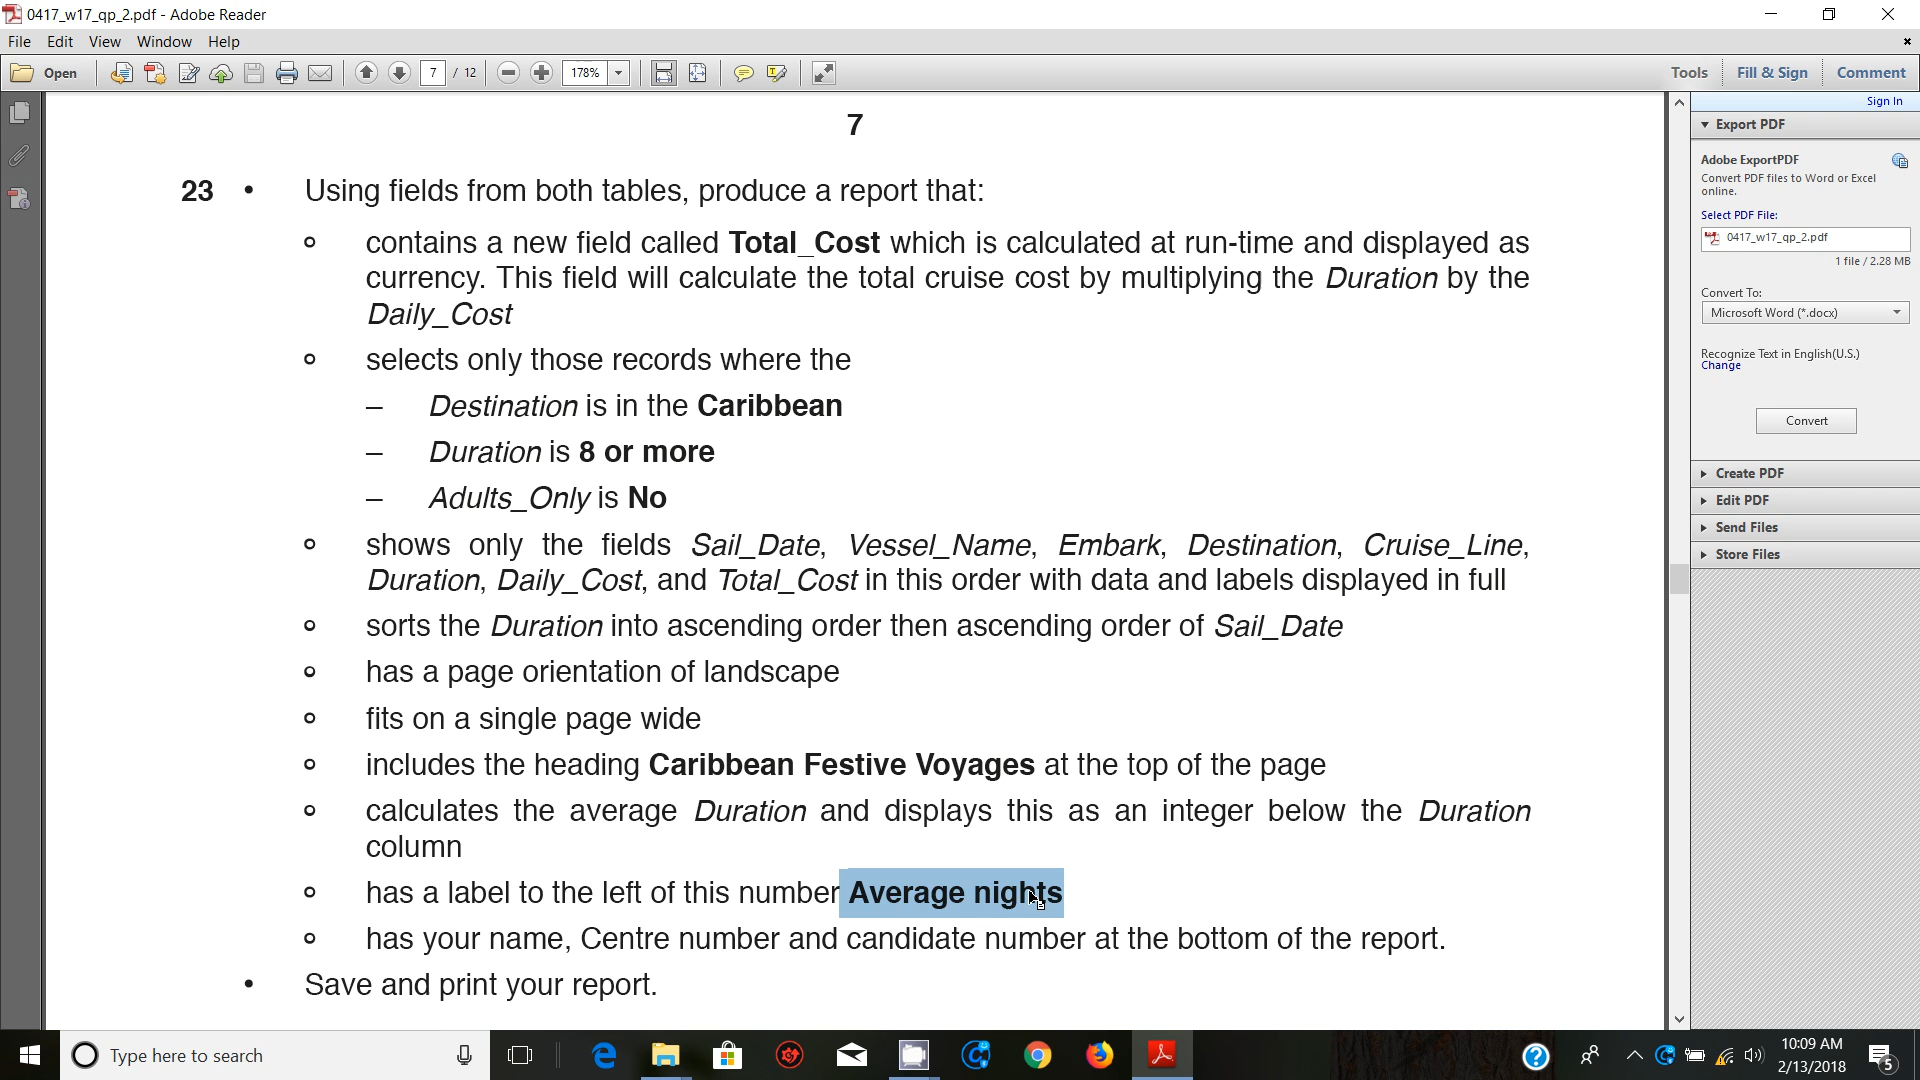 0417_w17_qp_2.pdf - Adobe Reader
File Edit View Window Help
Open 7 / 12 178% Tools Fill & Sign Comment
Sign In
7
23 • Using fields from both tables, produce a report that:
contains a new field called Total_Cost which is calculated at run-time and displayed as
currency. This field will calculate the total cruise cost by multiplying the Duration by the
Daily_Cost
selects only those records where the
– Destination is in the Caribbean
– Duration is 8 or more
– Adults_Only is No
shows only the fields Sail_Date, Vessel_Name, Embark, Destination, Cruise_Line,
Duration, Daily_Cost, and Total_Cost in this order with data and labels displayed in full
sorts the Duration into ascending order then ascending order of Sail_Date
has a page orientation of landscape
fits on a single page wide
includes the heading Caribbean Festive Voyages at the top of the page
calculates the average Duration and displays this as an integer below the Duration
column
has a label to the left of this number Average nights
has your name, Centre number and candidate number at the bottom of the report.
• Save and print your report.
Export PDF
Adobe ExportPDF
Convert PDF files to Word or Excel
online.
Select PDF File:
0417_w17_qp_2.pdf
1 file / 2.28 MB
Convert To:
Microsoft Word (*.docx)
Recognize Text in English(U.S.)
Change
Convert
Create PDF
Edit PDF
Send Files
Store Files
Type here to search
10:09 AM
2/13/2018
5